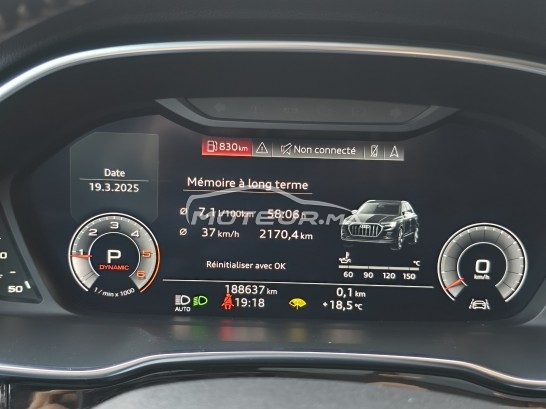 830km Non connecté
Date
19.3.2025
Mémoire à long terme
Ø 7,1 l/100km 58:06 h
Ø 37 km/h 2170,4 km
MOTEUR.MA
Réinitialiser avec OK
60 90 120 150 °C
1 2 3 4 5 6
P
DYNAMIC
1 / min x 1000
0
km/h
50
AUTO
188637 km 0,1 km
19:18 +18,5 °C